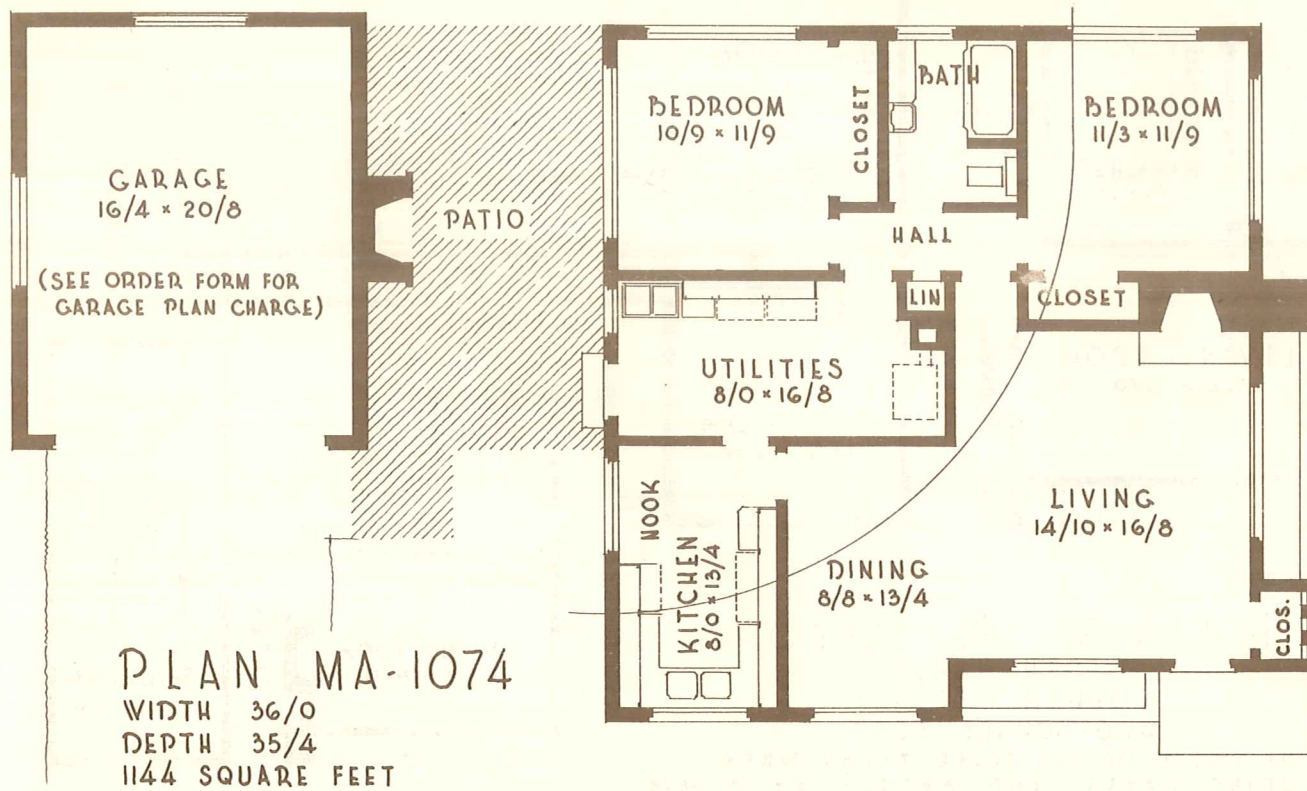 BEDROOM
10/9 × 11/9
CLOSET
BATH
BEDROOM
11/3 × 11/9
GARAGE
16/4 × 20/8
(SEE ORDER FORM FOR
GARAGE PLAN CHARGE)
PATIO
HALL
LIN
CLOSET
UTILITIES
8/0 × 16/8
NOOK
KITCHEN
8/0 × 13/4
LIVING
14/10 × 16/8
DINING
8/8 × 13/4
CLOS.
PLAN MA-1074
WIDTH 36/0
DEPTH 35/4
1144 SQUARE FEET